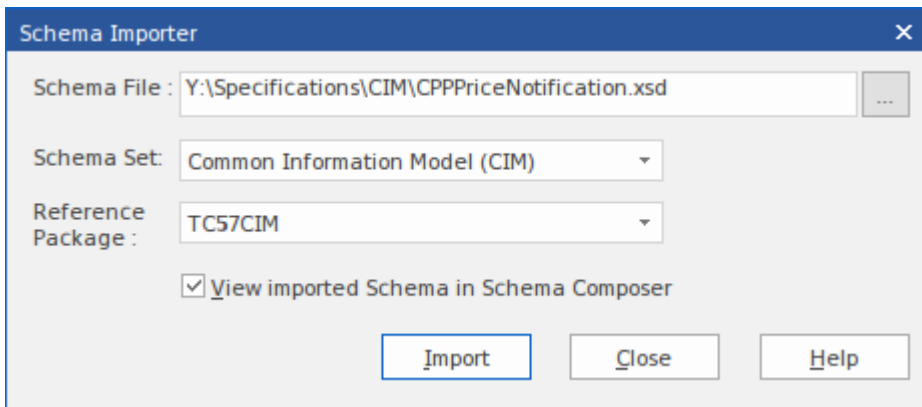 Schema Importer
Schema File : Y:\Specifications\CIM\CPPPriceNotification.xsd ...
Schema Set: Common Information Model (CIM)
Reference
Package : TC57CIM
View imported Schema in Schema Composer
Import Close Help